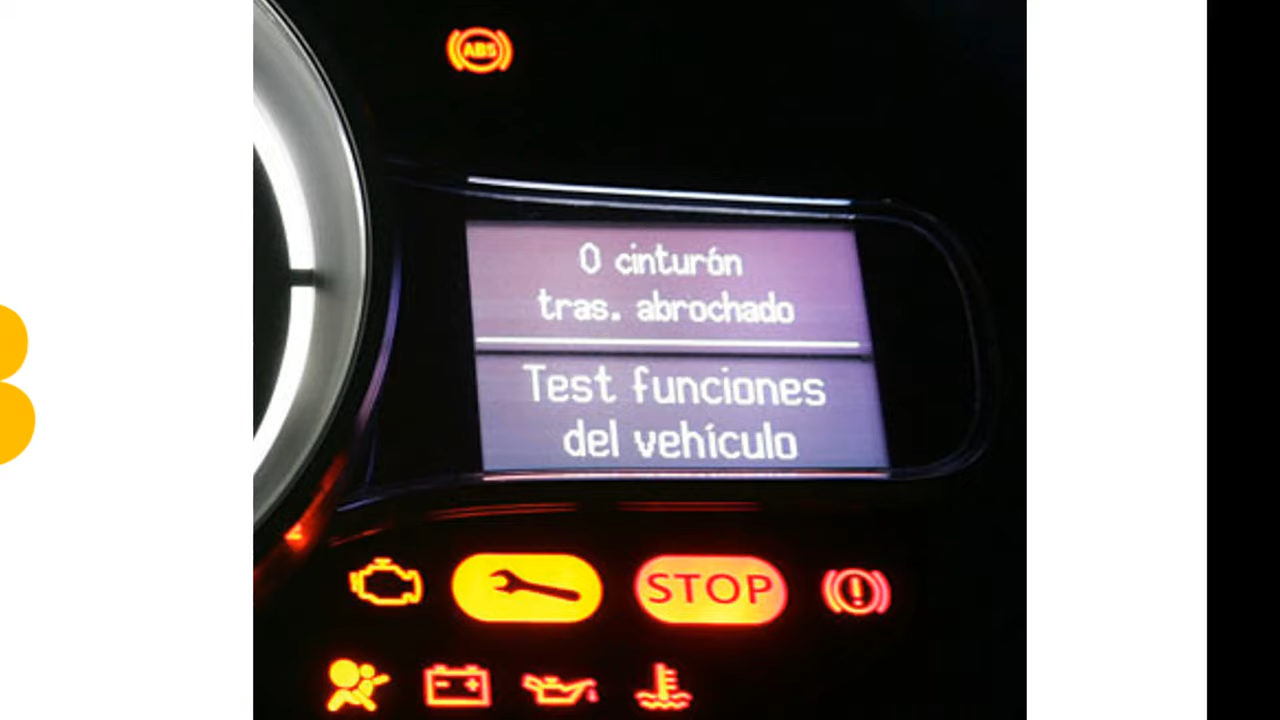 ABS
0 cinturón
tras. abrochado
Test funciones
del vehículo
STOP